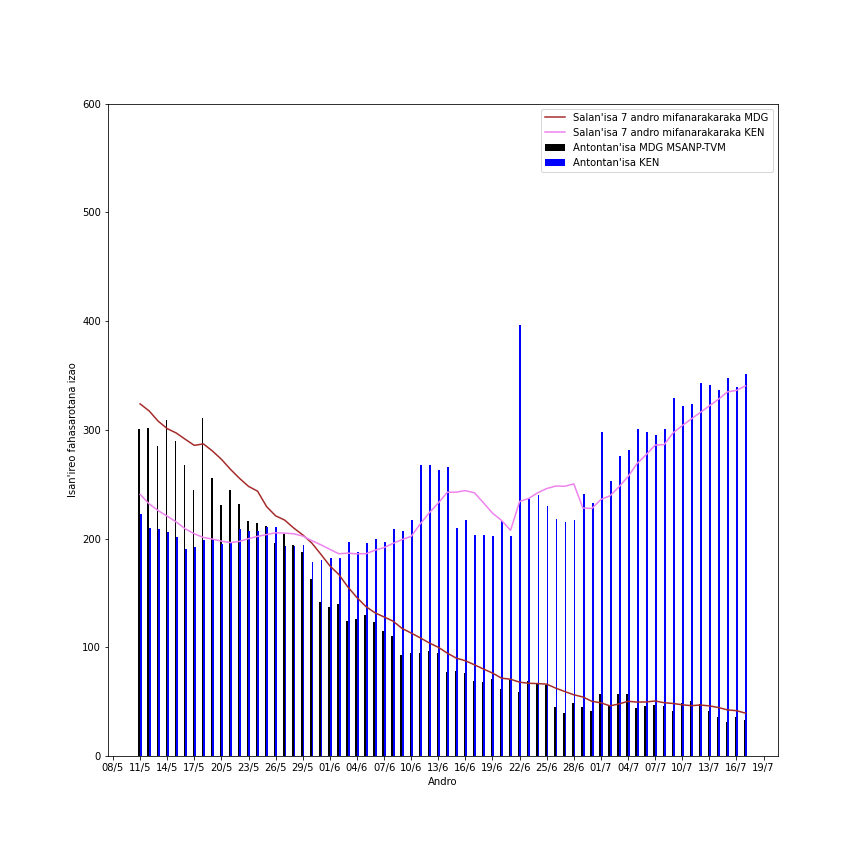 600
500
400
300
200
100
0
Isan'ireo fahasarotana izao
Salan'isa 7 andro mifanarakaraka MDG
Salan'isa 7 andro mifanarakaraka KEN
Antontan'isa MDG MSANP-TVM
Antontan'isa KEN
08/5 11/5 14/5 17/5 20/5 23/5 26/5 29/5 01/6 04/6 07/6 10/6 13/6 16/6 19/6 22/6 25/6 28/6 01/7 04/7 07/7 10/7 13/7 16/7 19/7
Andro